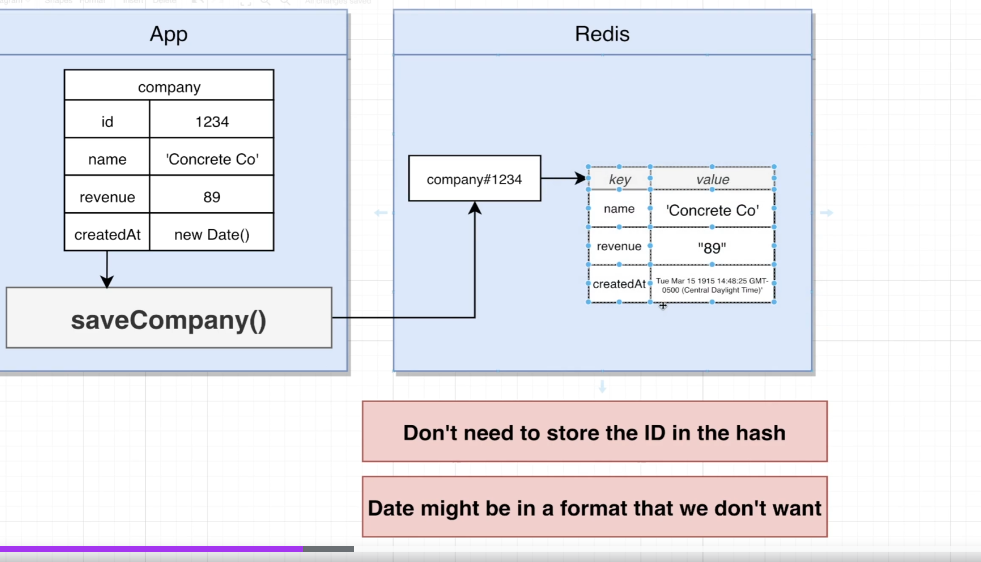 App
company
id 1234
name 'Concrete Co'
revenue 89
createdAt new Date()
saveCompany()
Redis
company#1234
key value
name 'Concrete Co'
revenue "89"
createdAt Tue Mar 15 1915 14:48:25 GMT-
0500 (Central Daylight Time)'
Don't need to store the ID in the hash
Date might be in a format that we don't want